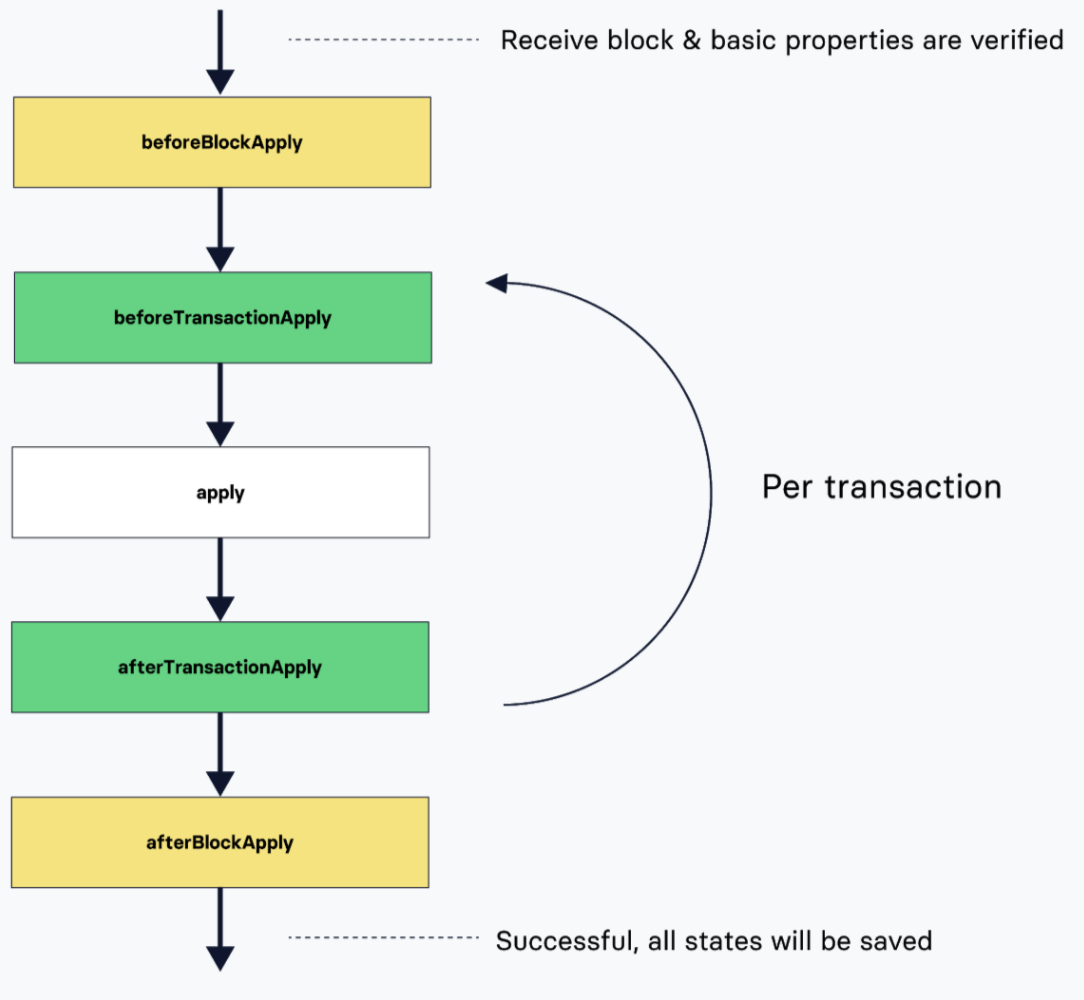 Receive block & basic properties are verified
beforeBlockApply
beforeTransactionApply
apply
Per transaction
afterTransactionApply
afterBlockApply
Successful, all states will be saved